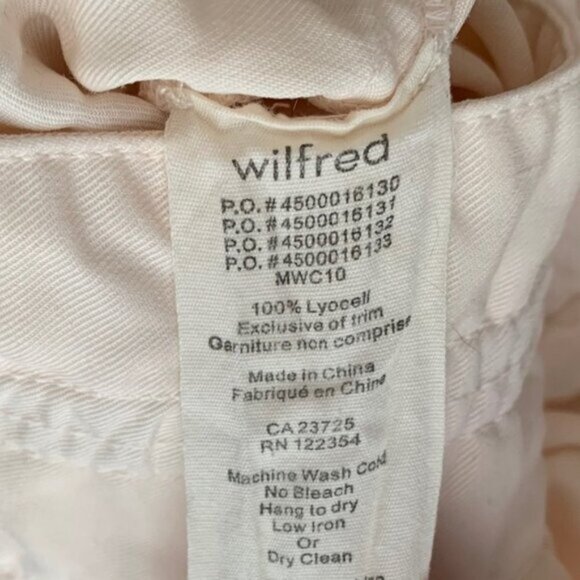 wilfred
P.O.#4500016130
P.O.#4500016131
P.O.#4500016132
P.O.#4500016133
MWC10
100% Lyocell
Exclusive of trim
Garniture non comprise
Made in China
Fabriqué en Chine
CA 23725
RN 122354
Machine Wash Cold
No Bleach
Hang to dry
Low Iron
Or
Dry Clean